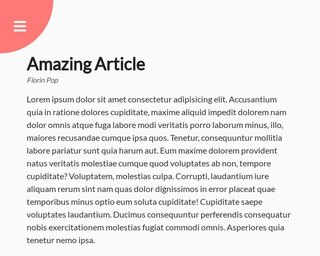 Amazing Article
Florin Pop
Lorem ipsum dolor sit amet consectetur adipisicing elit. Accusantium
quia in ratione dolores cupiditate, maxime aliquid impedit dolorem nam
dolor omnis atque fuga labore modi veritatis porro laborum minus, illo,
maiores recusandae cumque ipsa quos. Tenetur, consequuntur mollitia
labore pariatur sunt quia harum aut. Eum maxime dolorem provident
natus veritatis molestiae cumque quod voluptates ab non, tempore
cupiditate? Voluptatem, molestias culpa. Corrupti, laudantium iure
aliquam rerum sint nam quas dolor dignissimos in error placeat quae
temporibus minus optio eum soluta cupiditate! Cupiditate saepe
voluptates laudantium. Ducimus consequuntur perferendis consequatur
nobis exercitationem molestias fugiat commodi omnis. Asperiores quia
tenetur nemo ipsa.